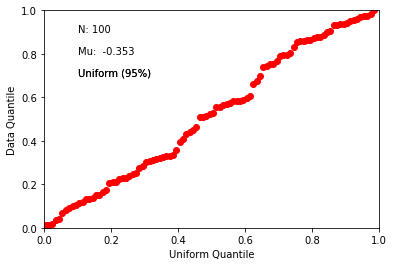 1.0
0.8
0.6
0.4
0.2
0.0
N: 100
Mu: -0.353
Uniform (95%)
Data Quantile
0.0 0.2 0.4 0.6 0.8 1.0
Uniform Quantile